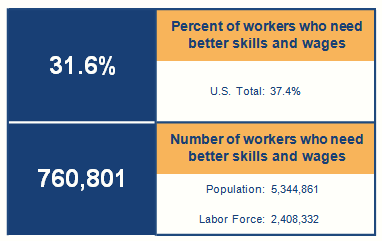 31.6%
Percent of workers who need
better skills and wages
U.S. Total: 37.4%
760,801
Number of workers who need
better skills and wages
Population: 5,344,861
Labor Force: 2,408,332